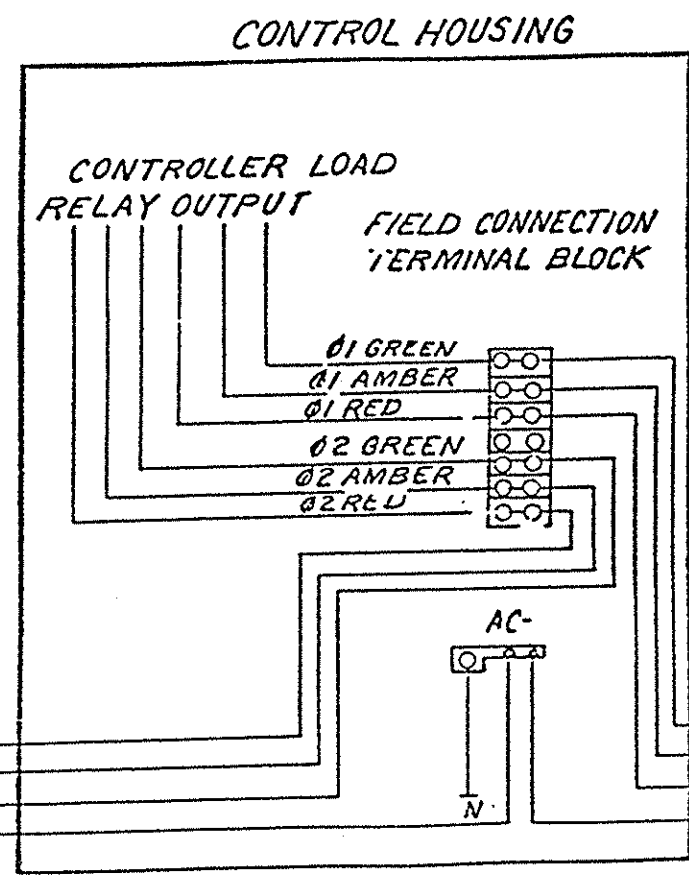 CONTROL HOUSING
CONTROLLER LOAD
RELAY OUTPUT
FIELD CONNECTION
TERMINAL BLOCK
Ø1 GREEN
Ø1 AMBER
Ø1 RED
Ø2 GREEN
Ø2 AMBER
Ø2 RED
AC-
N